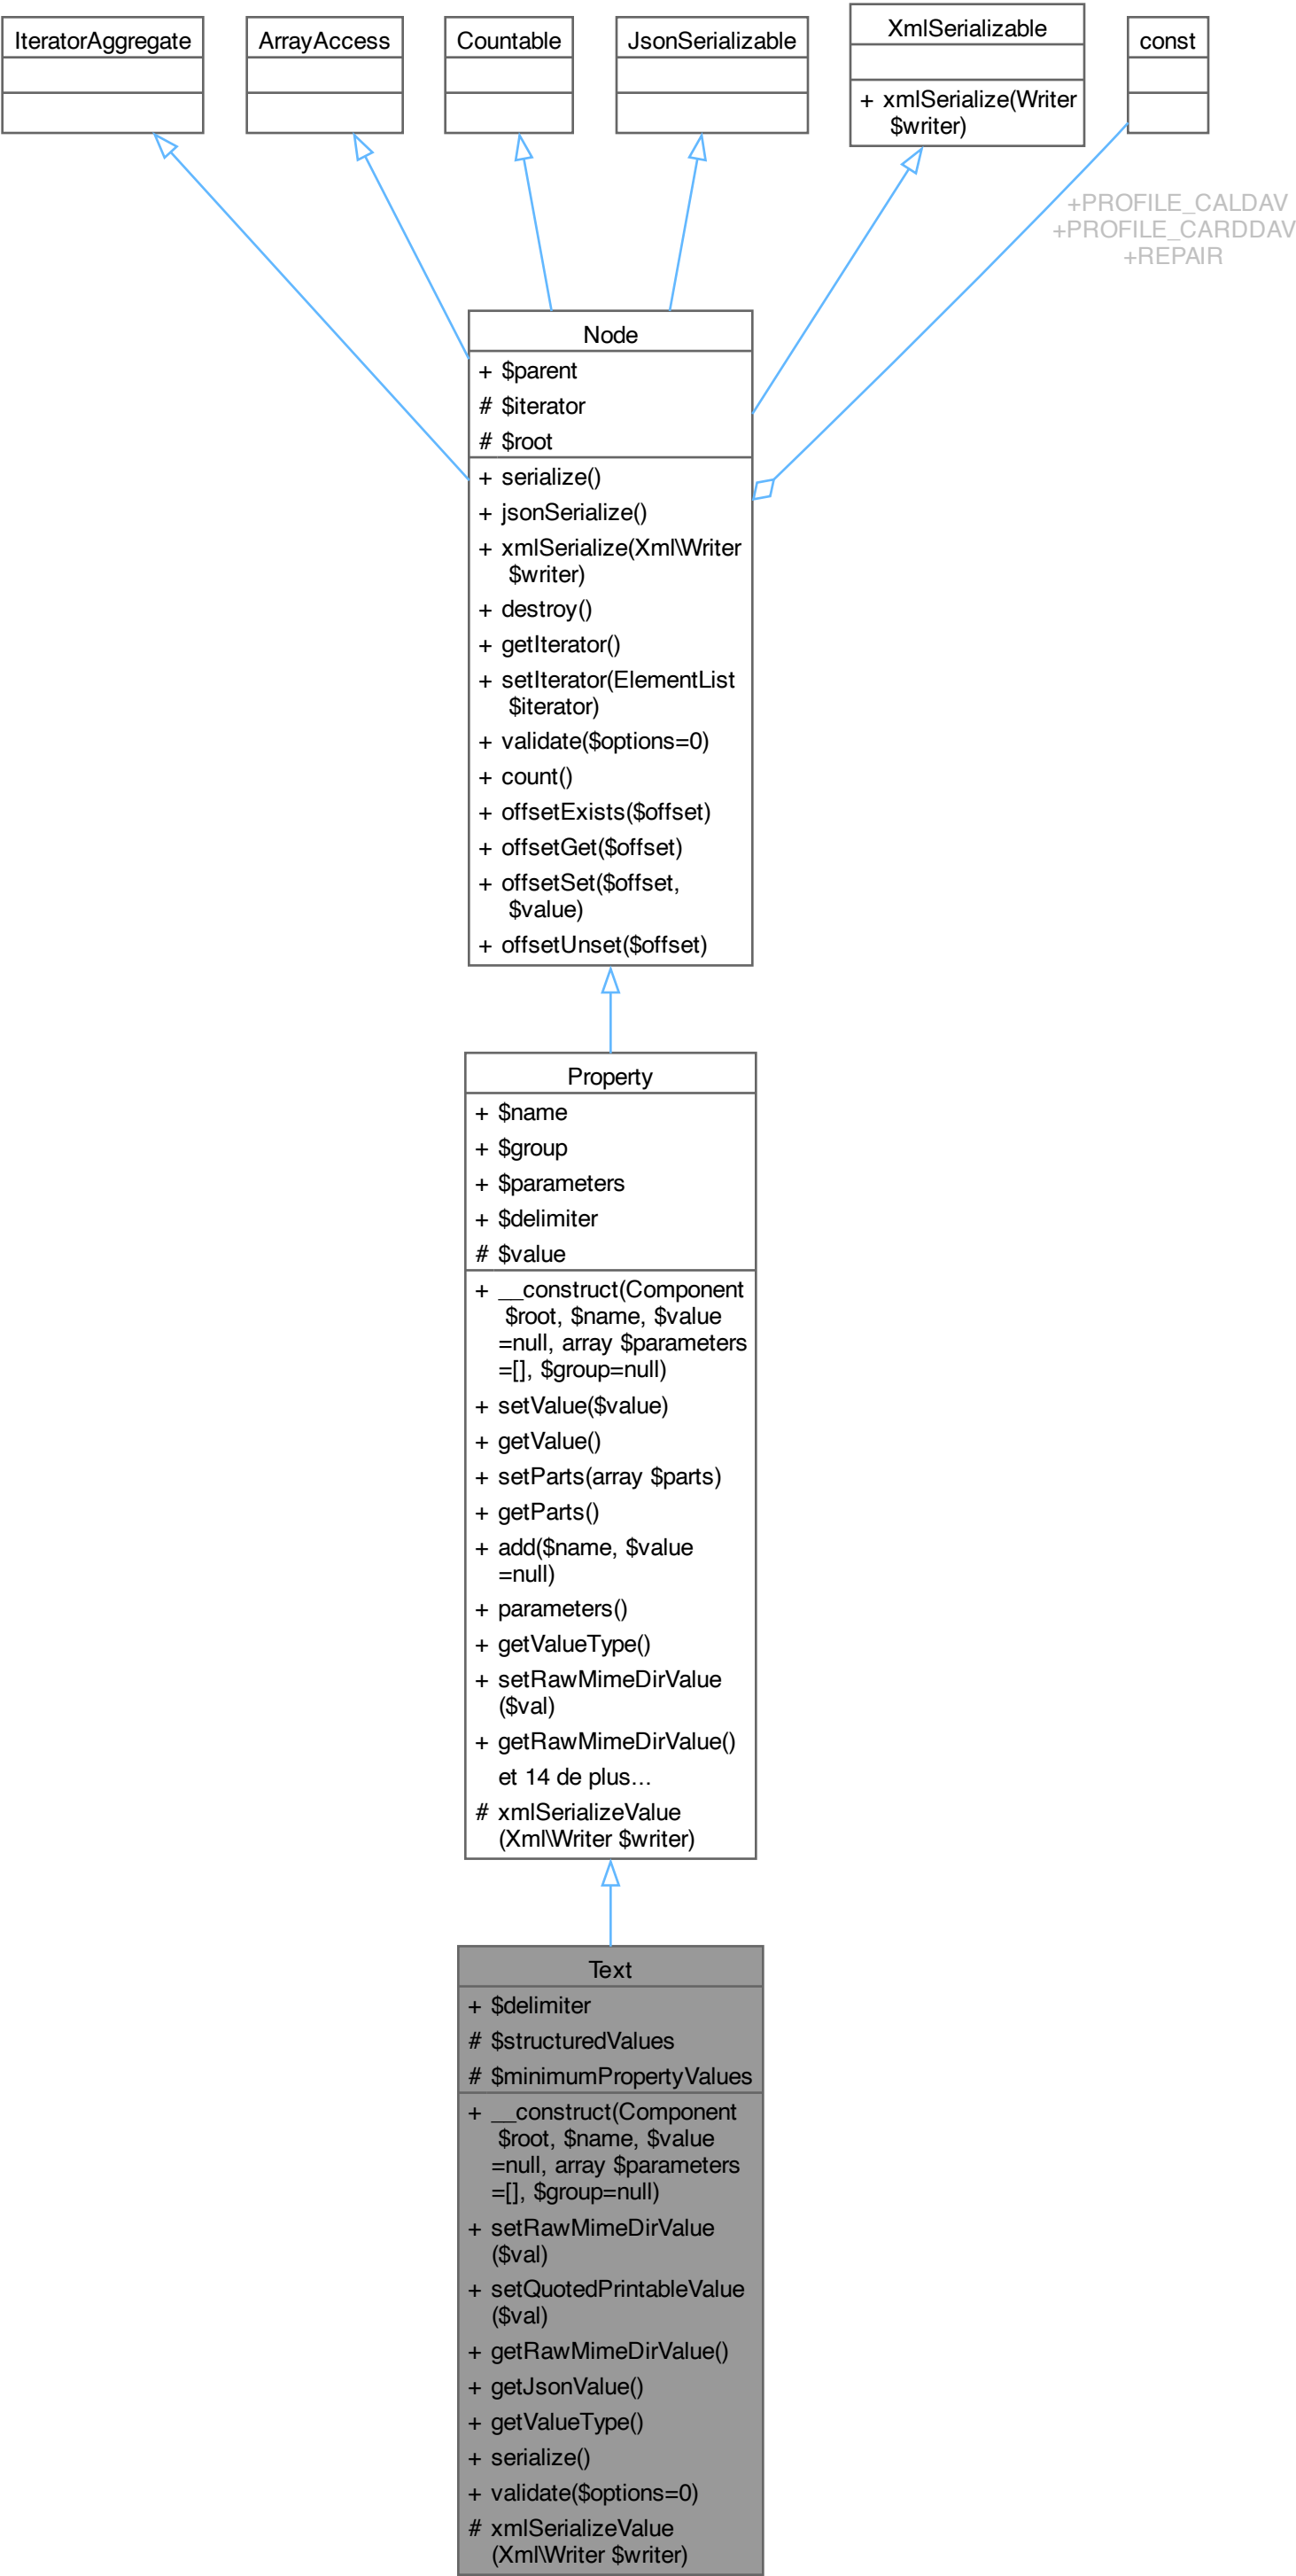 IteratorAggregate
ArrayAccess
Countable
JsonSerializable
XmlSerializable
+ xmlSerialize(Writer
$writer)
const
+PROFILE_CALDAV
+PROFILE_CARDDAV
+REPAIR
Node
+ $parent
# $iterator
# $root
+ serialize()
+ jsonSerialize()
+ xmlSerialize(Xml\Writer
$writer)
+ destroy()
+ getIterator()
+ setIterator(ElementList
$iterator)
+ validate($options=0)
+ count()
+ offsetExists($offset)
+ offsetGet($offset)
+ offsetSet($offset,
$value)
+ offsetUnset($offset)
Property
+ $name
+ $group
+ $parameters
+ $delimiter
# $value
+ __construct(Component
$root, $name, $value
=null, array $parameters
=[], $group=null)
+ setValue($value)
+ getValue()
+ setParts(array $parts)
+ getParts()
+ add($name, $value
=null)
+ parameters()
+ getValueType()
+ setRawMimeDirValue
($val)
+ getRawMimeDirValue()
et 14 de plus...
# xmlSerializeValue
(Xml\Writer $writer)
Text
+ $delimiter
# $structuredValues
# $minimumPropertyValues
+ __construct(Component
$root, $name, $value
=null, array $parameters
=[], $group=null)
+ setRawMimeDirValue
($val)
+ setQuotedPrintableValue
($val)
+ getRawMimeDirValue()
+ getJsonValue()
+ getValueType()
+ serialize()
+ validate($options=0)
# xmlSerializeValue
(Xml\Writer $writer)